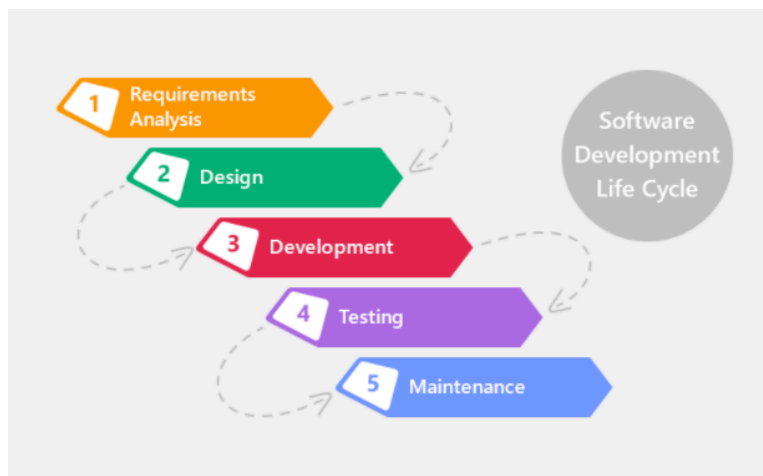 1
Requirements
Analysis
2
Design
3
Development
4
Testing
5
Maintenance
Software
Development
Life Cycle